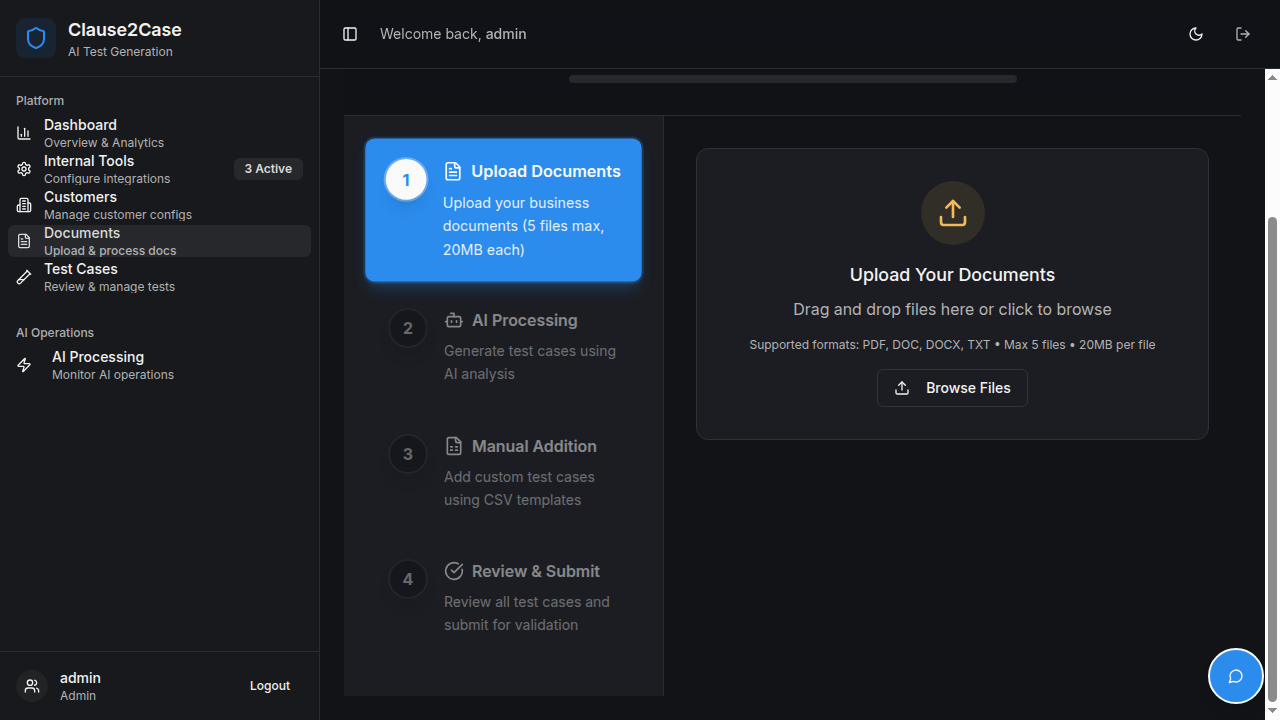 Clause2Case
AI Test Generation
Platform
Dashboard
Overview & Analytics
Internal Tools
Configure integrations
3 Active
Customers
Manage customer configs
Documents
Upload & process docs
Test Cases
Review & manage tests
AI Operations
AI Processing
Monitor AI operations
admin
Admin
Logout
Welcome back, admin
1
Upload Documents
Upload your business
documents (5 files max,
20MB each)
2
AI Processing
Generate test cases using
AI analysis
3
Manual Addition
Add custom test cases
using CSV templates
4
Review & Submit
Review all test cases and
submit for validation
Upload Your Documents
Drag and drop files here or click to browse
Supported formats: PDF, DOC, DOCX, TXT • Max 5 files • 20MB per file
Browse Files